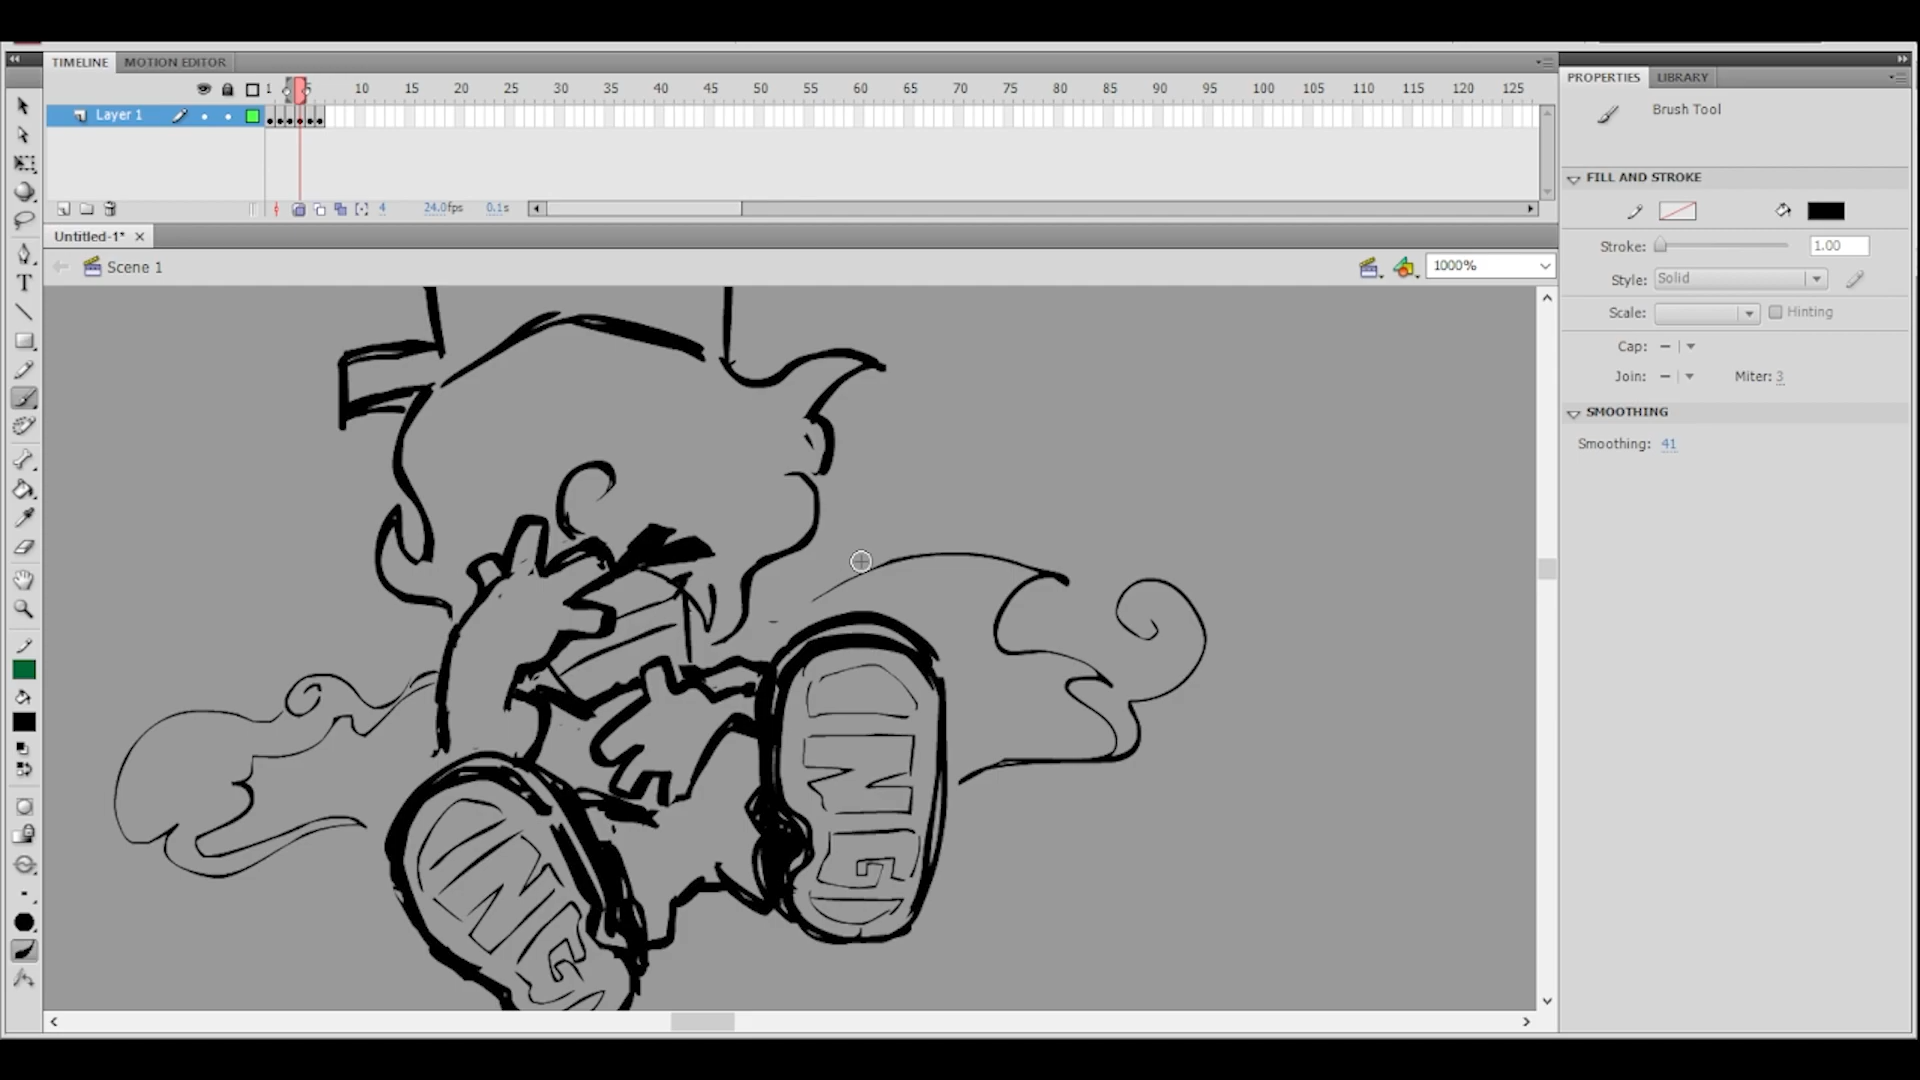 TIMELINE MOTION EDITOR
1 5 10 15 20 25 30 35 40 45 50 55 60 65 70 75 80 85 90 95 100 105 110 115 120 125
Layer 1
4 24.0fps 0.1s
Untitled-1*
Scene 1
1000%
PROPERTIES LIBRARY
Brush Tool
FILL AND STROKE
Stroke: 1.00
Style: Solid
Scale: Hinting
Cap:
Join: Miter: 3
SMOOTHING
Smoothing: 41
T